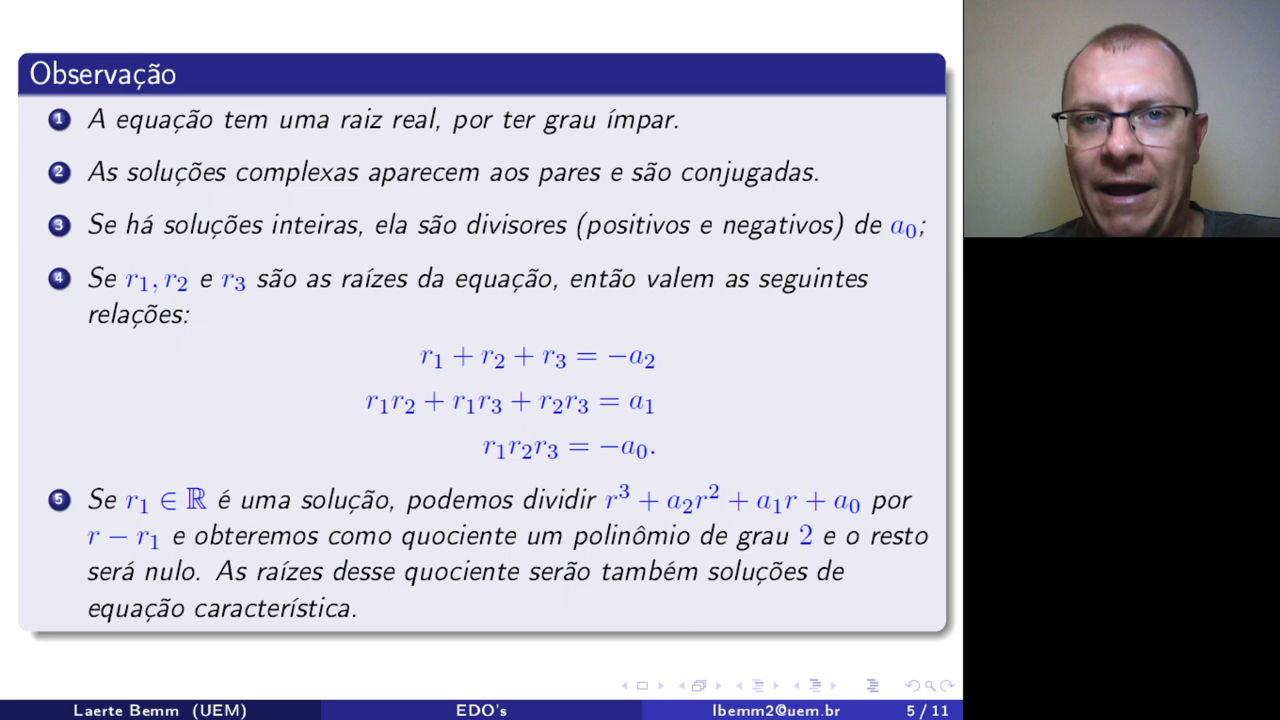 Observação
1 A equação tem uma raiz real, por ter grau ímpar.
2 As soluções complexas aparecem aos pares e são conjugadas.
3 Se há soluções inteiras, ela são divisores (positivos e negativos) de a₀;
4 Se r₁, r₂ e r₃ são as raízes da equação, então valem as seguintes
relações:
r₁ + r₂ + r₃ = −a₂
r₁r₂ + r₁r₃ + r₂r₃ = a₁
r₁r₂r₃ = −a₀.
5 Se r₁ ∈ ℝ é uma solução, podemos dividir r³ + a₂r² + a₁r + a₀ por
r − r₁ e obteremos como quociente um polinômio de grau 2 e o resto
será nulo. As raízes desse quociente serão também soluções de
equação característica.
Laerte Bemm (UEM) EDO's lbemm2@uem.br 5 / 11